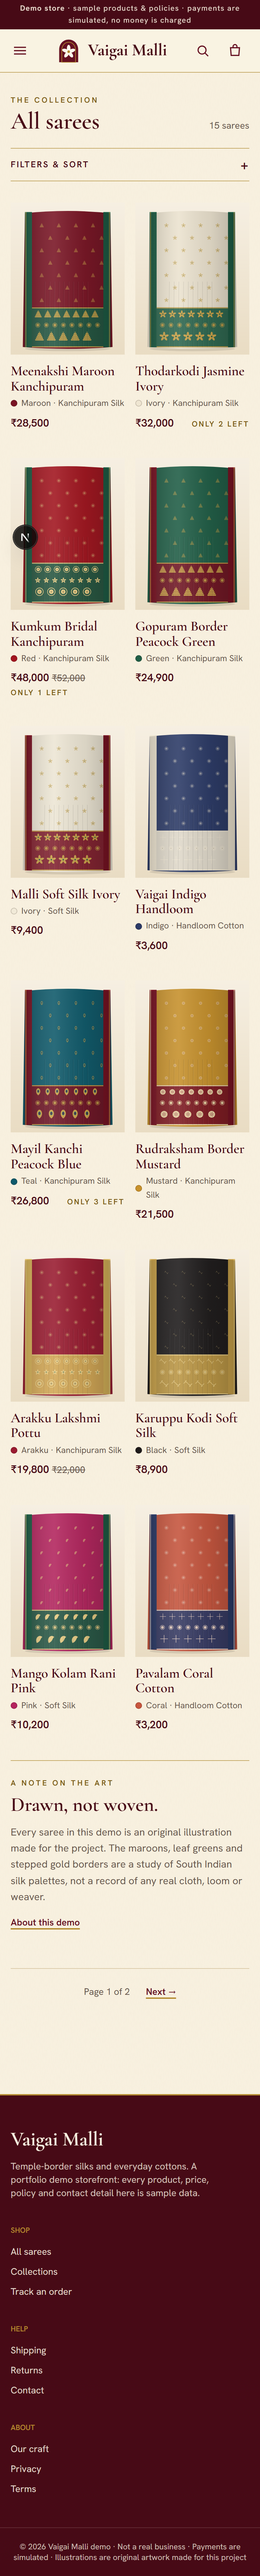 Demo store · sample products & policies · payments are
simulated, no money is charged
Vaigai Malli
THE COLLECTION
All sarees
15 sarees
FILTERS & SORT
+
Meenakshi Maroon
Kanchipuram
Maroon · Kanchipuram Silk
₹28,500
Thodarkodi Jasmine
Ivory
Ivory · Kanchipuram Silk
₹32,000 ONLY 2 LEFT
N
Kumkum Bridal
Kanchipuram
Red · Kanchipuram Silk
₹48,000 ₹52,000
ONLY 1 LEFT
Gopuram Border
Peacock Green
Green · Kanchipuram Silk
₹24,900
Malli Soft Silk Ivory
Ivory · Soft Silk
₹9,400
Vaigai Indigo
Handloom
Indigo · Handloom Cotton
₹3,600
Mayil Kanchi
Peacock Blue
Teal · Kanchipuram Silk
₹26,800 ONLY 3 LEFT
Rudraksham Border
Mustard
Mustard · Kanchipuram
Silk
₹21,500
Arakku Lakshmi
Pottu
Arakku · Kanchipuram Silk
₹19,800 ₹22,000
Karuppu Kodi Soft
Silk
Black · Soft Silk
₹8,900
Mango Kolam Rani
Pink
Pink · Soft Silk
₹10,200
Pavalam Coral
Cotton
Coral · Handloom Cotton
₹3,200
A NOTE ON THE ART
Drawn, not woven.
Every saree in this demo is an original illustration
made for this project. The maroons, leaf greens and
stepped gold borders are a study of South Indian
silk palettes, not a record of any real cloth, loom or
weaver.
About this demo
Page 1 of 2 Next →
Vaigai Malli
Temple-border silks and everyday cottons. A
portfolio demo storefront: every product, price,
policy and contact detail here is sample data.
SHOP
All sarees
Collections
Track an order
HELP
Shipping
Returns
Contact
ABOUT
Our craft
Privacy
Terms
© 2026 Vaigai Malli demo · Not a real business · Payments are
simulated · Illustrations are original artwork made for this project